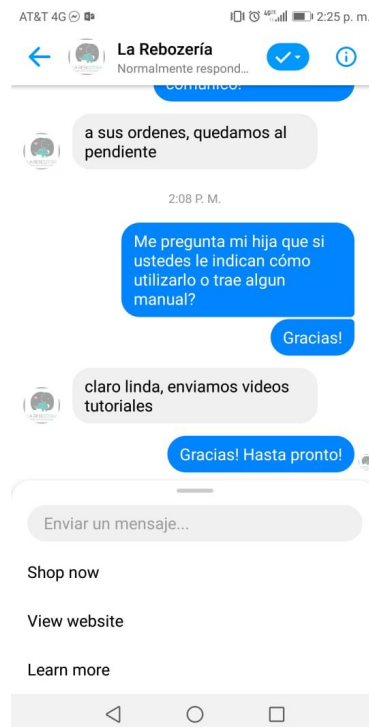 AT&T 4G 2:25 p. m.
La Rebozería
Normalmente respond...
comunico!
a sus ordenes, quedamos al
pendiente
2:08 P. M.
Me pregunta mi hija que si
ustedes le indican cómo
utilizarlo o trae algun
manual?
Gracias!
claro linda, enviamos videos
tutoriales
Gracias! Hasta pronto!
Enviar un mensaje...
Shop now
View website
Learn more